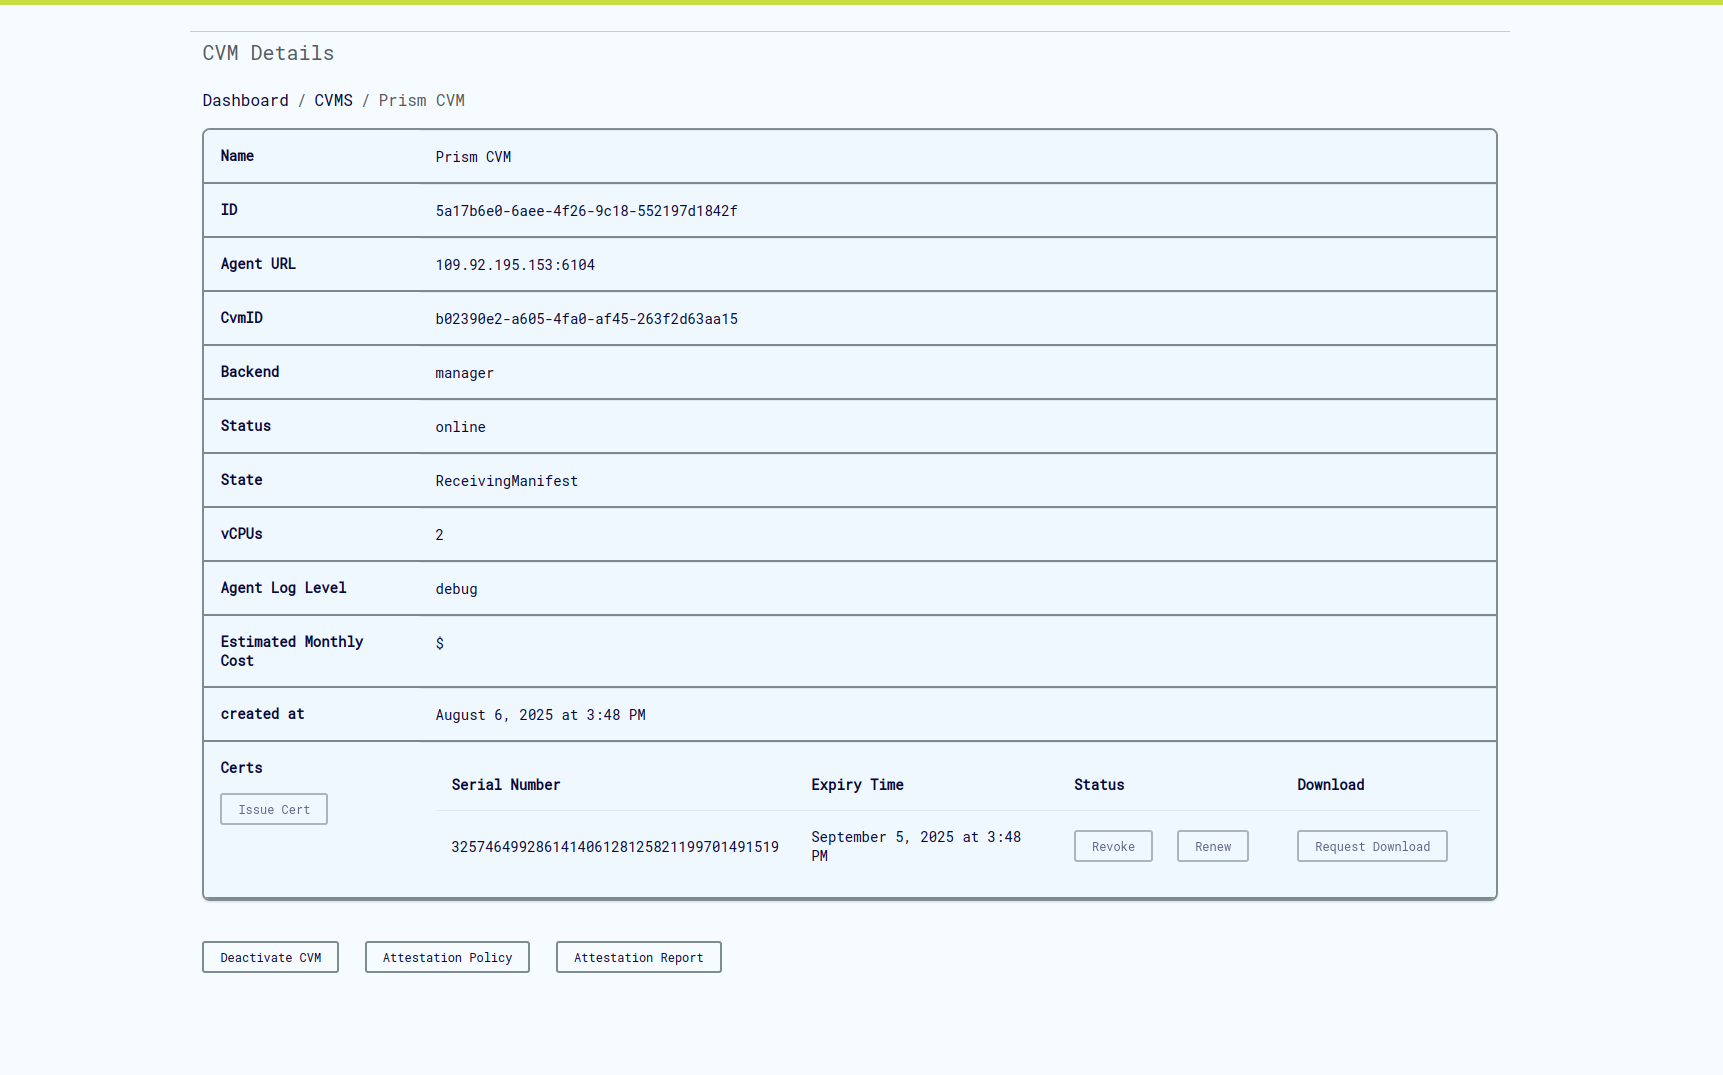 CVM Details
Dashboard / CVMS / Prism CVM
Name Prism CVM
ID 5a17b6e0-6aee-4f26-9c18-552197d1842f
Agent URL 109.92.195.153:6104
CvmID b02390e2-a605-4fa0-af45-263f2d63aa15
Backend manager
Status online
State ReceivingManifest
vCPUs 2
Agent Log Level debug
Estimated Monthly $
Cost
created at August 6, 2025 at 3:48 PM
Certs
Issue Cert
Serial Number Expiry Time Status Download
325746499286141406128125821199701491519 September 5, 2025 at 3:48 Revoke Renew Request Download
PM
Deactivate CVM Attestation Policy Attestation Report